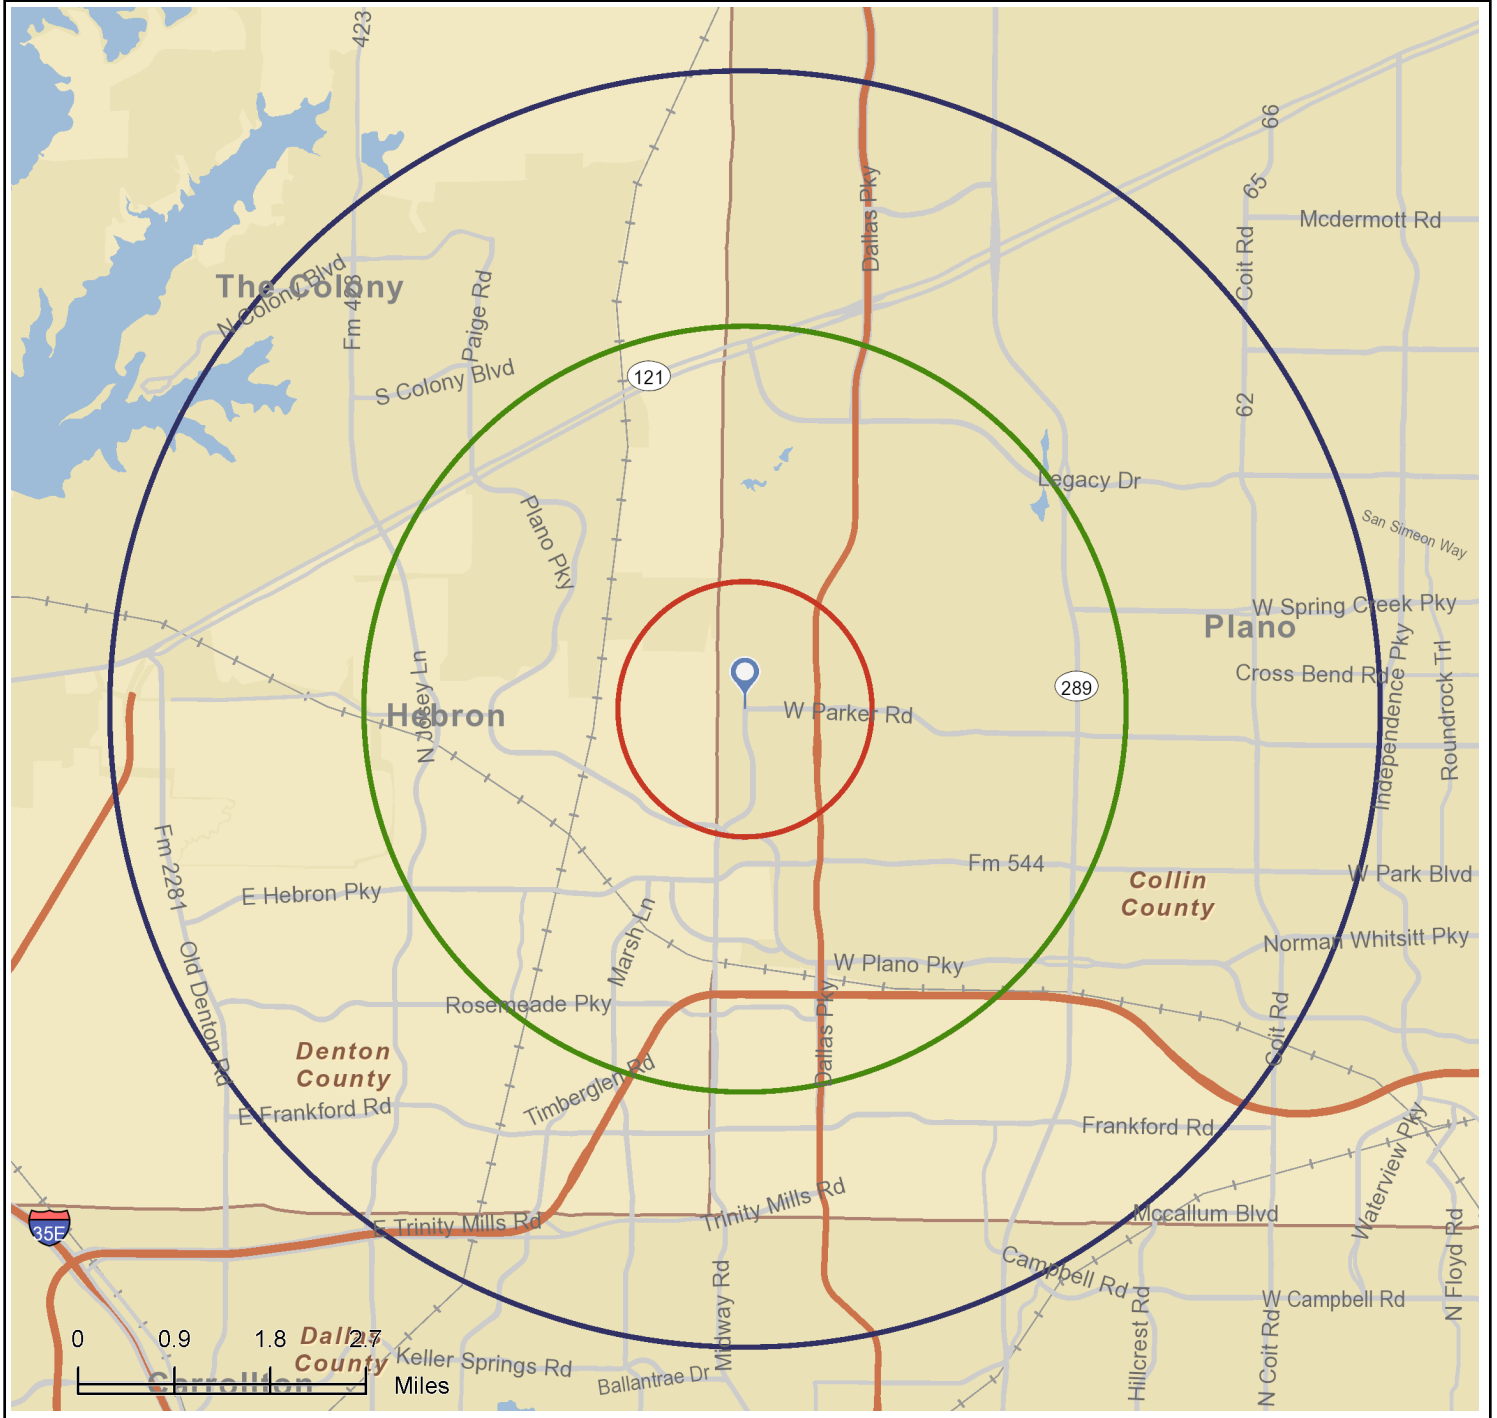 423
66
65
Mcdermott Rd
Dallas Pky
Coit Rd
The Colony
N Colony Blvd
Fm 423
Paige Rd
S Colony Blvd
121
62
Legacy Dr
Plano Pky
San Simeon Way
W Spring Creek Pky
Plano
Cross Bend Rd
Independence Pky
Roundrock Trl
289
N Josey Ln
Hebron
W Parker Rd
Fm 544
Collin
County
W Park Blvd
Fm 2281
E Hebron Pky
Marsh Ln
Norman Whitsitt Pky
W Plano Pky
Old Denton Rd
Rosemeade Pky
Dallas Pky
Coit Rd
Denton
County
Timberglen Rd
E Frankford Rd
Frankford Rd
Waterview Pky
Trinity Mills Rd
E Trinity Mills Rd
Mccallum Blvd
35E
Campbell Rd
W Campbell Rd
N Floyd Rd
Midway Rd
Hillcrest Rd
N Coit Rd
0 0.9 1.8 2.7
Dallas
County
Keller Springs Rd
Ballantrae Dr
Carrollton
Miles